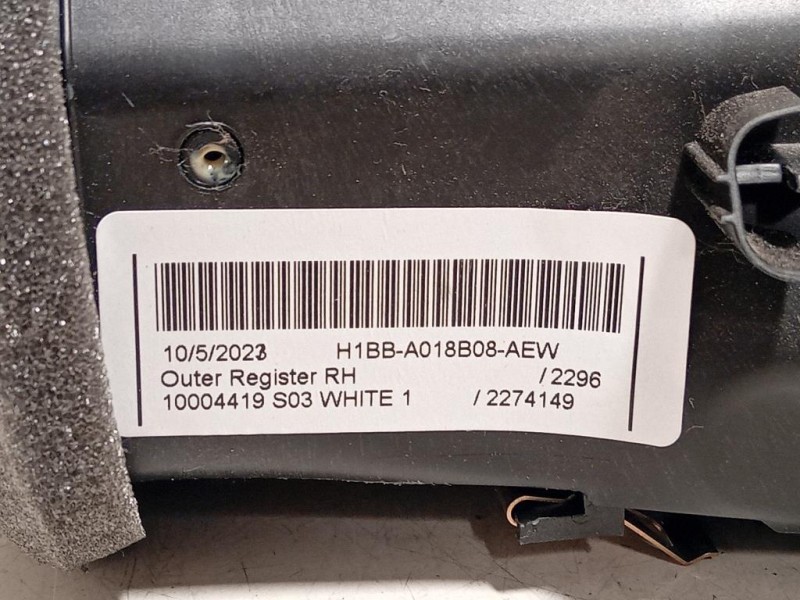 10/5/2023 H1BB-A018B08-AEW
Outer Register RH /2296
10004419 S03 WHITE 1 /2274149